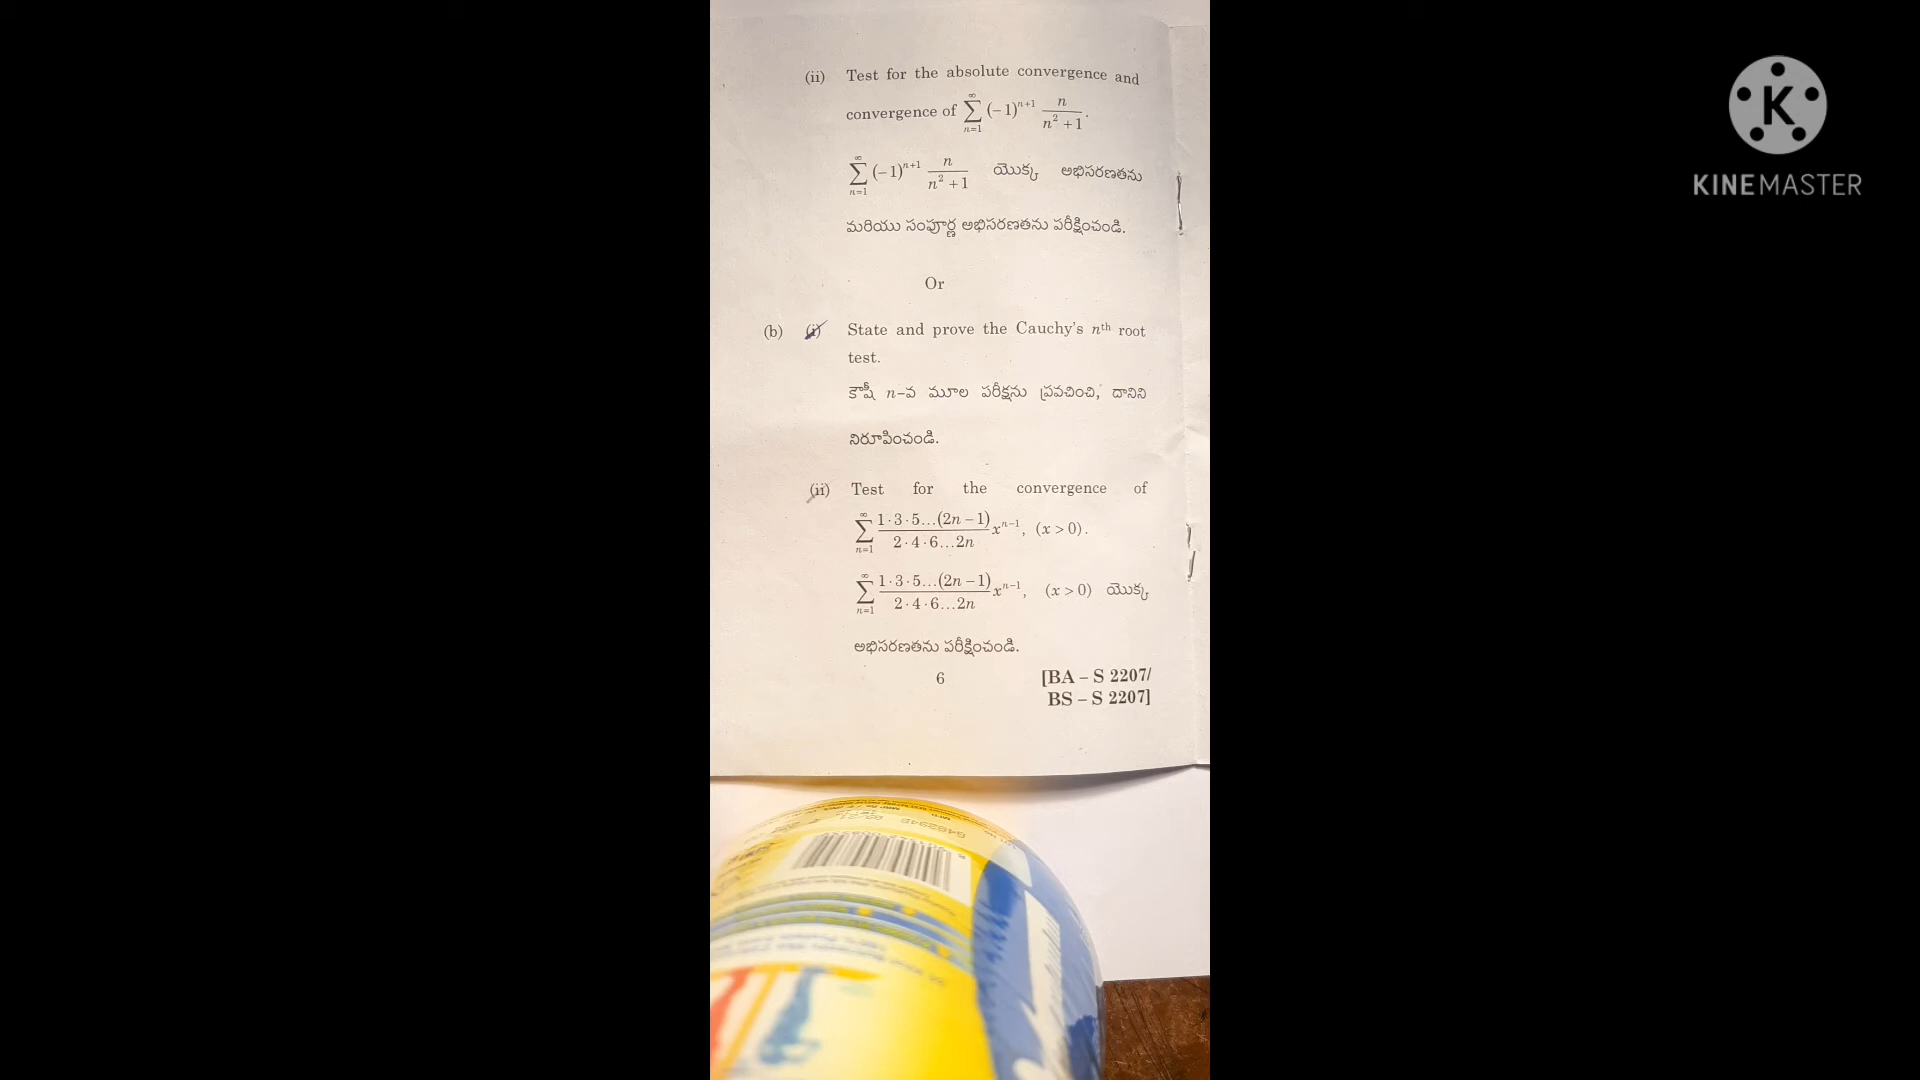 (ii) Test for the absolute convergence and
convergence of ∑_{n=1}^{∞} (−1)^{n+1} n/(n² + 1).
∑_{n=1}^{∞} (−1)^{n+1} n/(n² + 1) యొక్క అభిసరణతను
మరియు సంపూర్ణ అభిసరణతను పరీక్షించండి.
Or
(b) (i) State and prove the Cauchy's nth root
test.
కౌషీ n–వ మూల పరీక్షను ప్రవచించి, దానిని
నిరూపించండి.
(ii) Test for the convergence of
∑_{n=1}^{∞} 1·3·5...(2n − 1)/2·4·6...2n x^{n−1}, (x > 0).
∑_{n=1}^{∞} 1·3·5...(2n − 1)/2·4·6...2n x^{n−1}, (x > 0) యొక్క
అభిసరణతను పరీక్షించండి.
6 [BA – S 2207/
BS – S 2207]
K
KINEMASTER